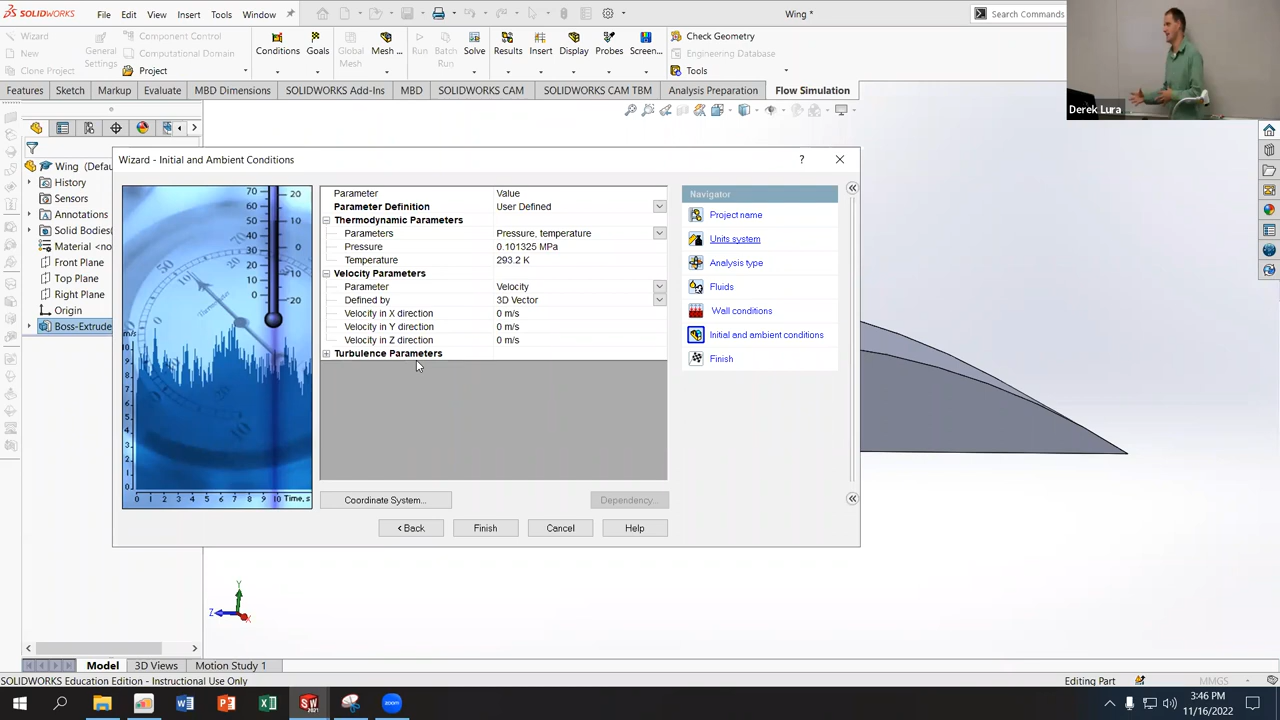 SOLIDWORKS
File Edit View Insert Tools Window
Wing *
Search Commands
Wizard
New
Clone Project
General Settings
Component Control
Computational Domain
Project
Conditions
Goals
Global Mesh
Mesh ...
Run
Batch Run
Solve
Results
Insert
Display
Probes
Screen...
Check Geometry
Engineering Database
Tools
Features Sketch Markup Evaluate MBD Dimensions SOLIDWORKS Add-Ins MBD SOLIDWORKS CAM SOLIDWORKS CAM TBM Analysis Preparation Flow Simulation
Derek Lura
Wing (Defau
History
Sensors
Annotations
Solid Bodies
Material <no
Front Plane
Top Plane
Right Plane
Origin
Boss-Extrude
Wizard - Initial and Ambient Conditions
Parameter Value
Parameter Definition User Defined
Thermodynamic Parameters
Parameters Pressure, temperature
Pressure 0.101325 MPa
Temperature 293.2 K
Velocity Parameters
Parameter Velocity
Defined by 3D Vector
Velocity in X direction 0 m/s
Velocity in Y direction 0 m/s
Velocity in Z direction 0 m/s
Turbulence Parameters
Coordinate System...
Dependency...
< Back
Finish
Cancel
Help
Navigator
Project name
Units system
Analysis type
Fluids
Wall conditions
Initial and ambient conditions
Finish
Y
Z
X
Model 3D Views Motion Study 1
SOLIDWORKS Education Edition - Instructional Use Only
Editing Part
MMGS
3:46 PM
11/16/2022